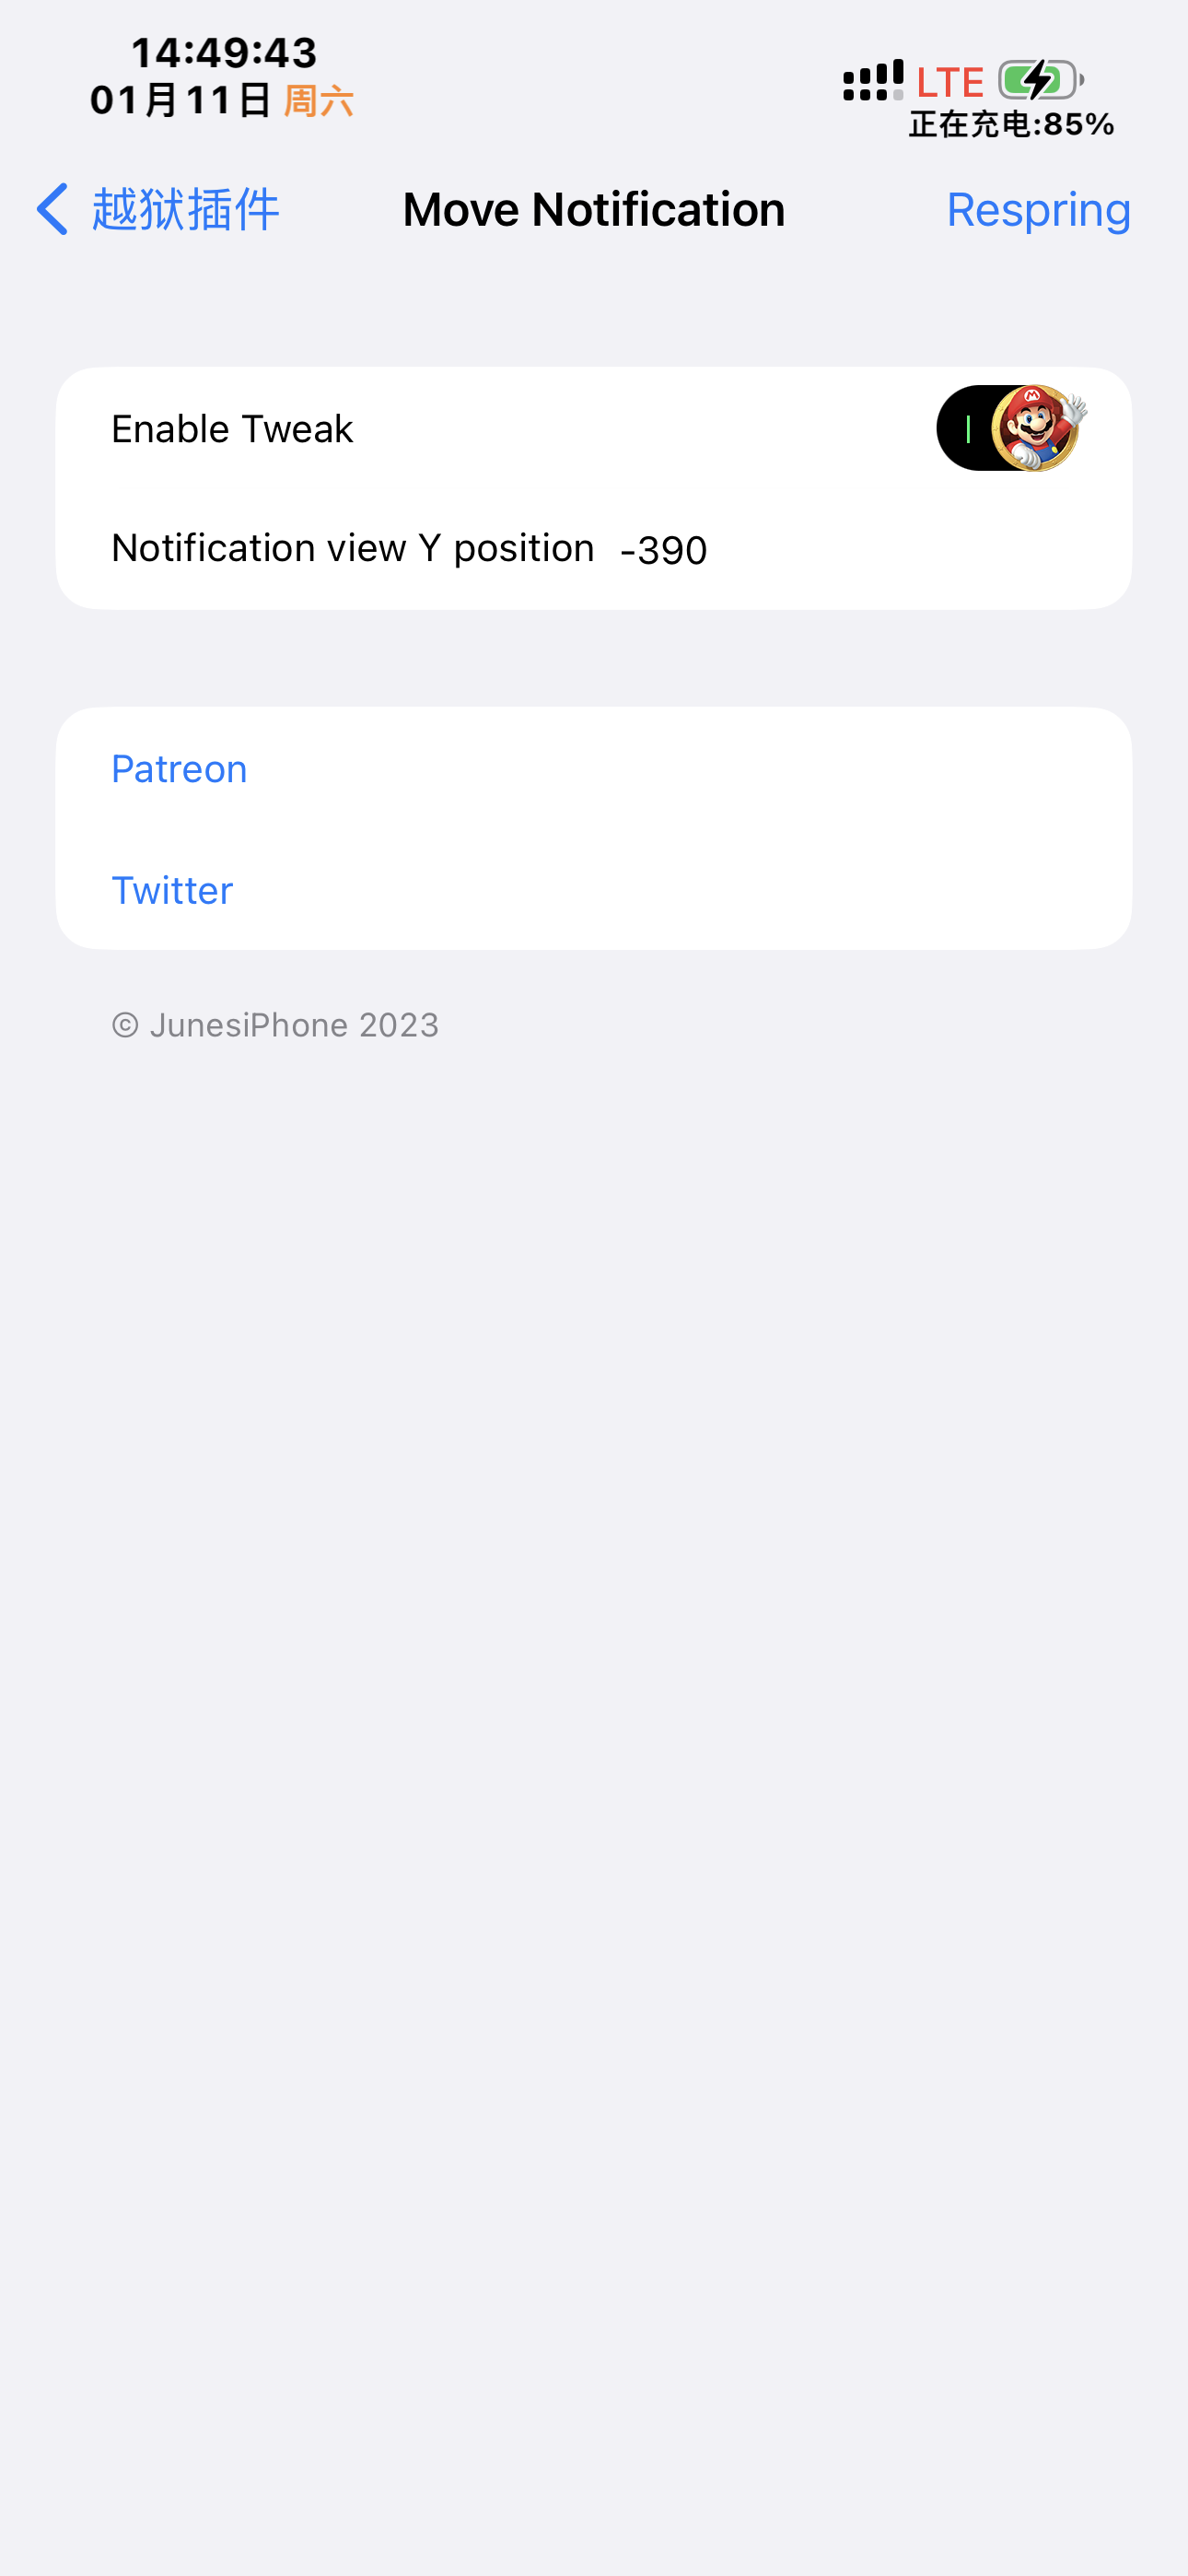 14:49:43
01月11日 周六
LTE
正在充电:85%
越狱插件
Move Notification
Respring
Enable Tweak
Notification view Y position -390
Patreon
Twitter
© JunesiPhone 2023